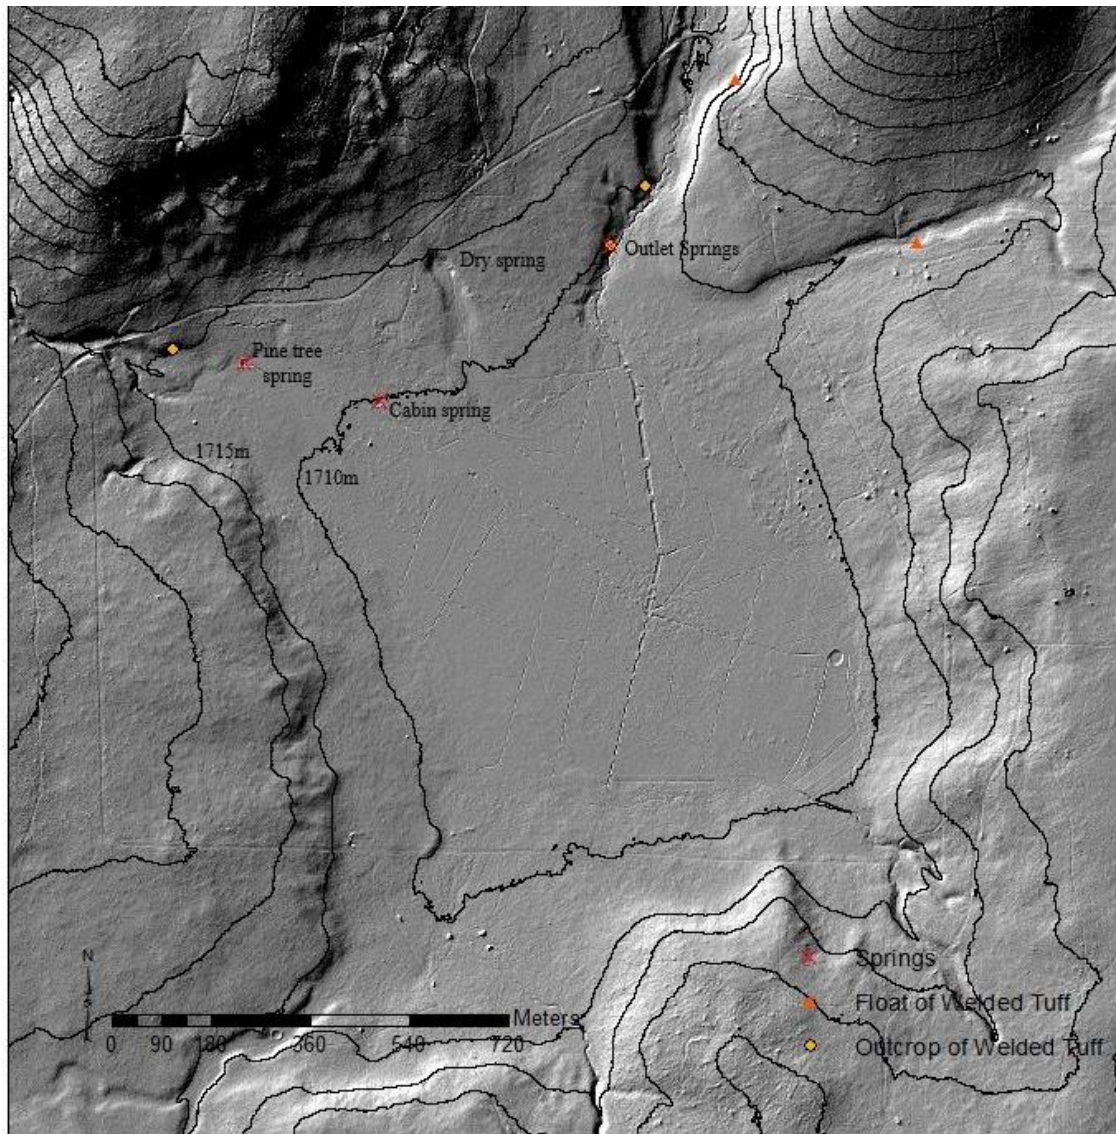 Outlet Springs
Dry spring
Pine tree
spring
Cabin spring
1715m
1710m
N
S
Springs
Float of Welded Tuff
Outcrop of Welded Tuff
Meters
0 90 180 360 540 720